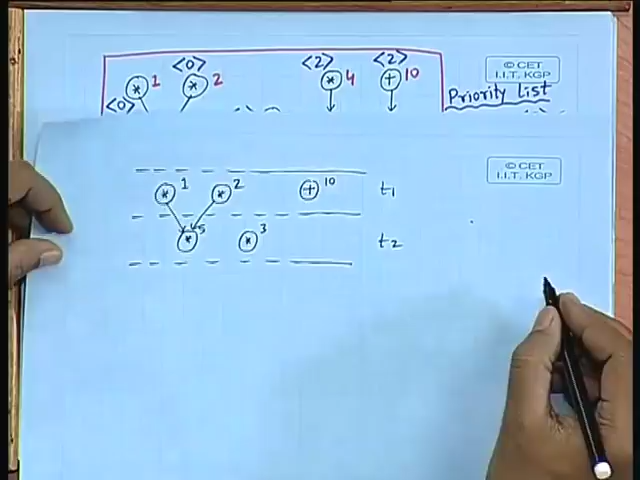 <0> <2> <2>
* 1 * 2 * 4 + 10
<0>
© CET
I.I.T. KGP
Priority List
© CET
I.I.T. KGP
* 1 * 2 + 10 t1
* 5 * 3 t2